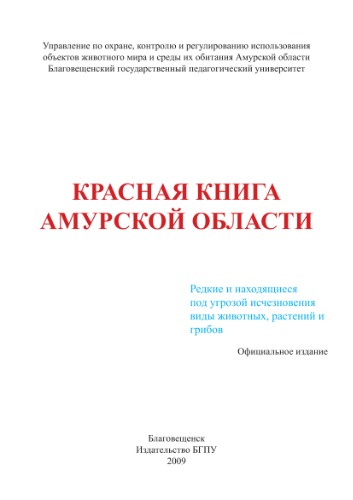 Управление по охране, контролю и регулированию использования
объектов животного мира и среды их обитания Амурской области
Благовещенский государственный педагогический университет
КРАСНАЯ КНИГА
АМУРСКОЙ ОБЛАСТИ
Редкие и находящиеся
под угрозой исчезновения
виды животных, растений и
грибов
Официальное издание
Благовещенск
Издательство БГПУ
2009